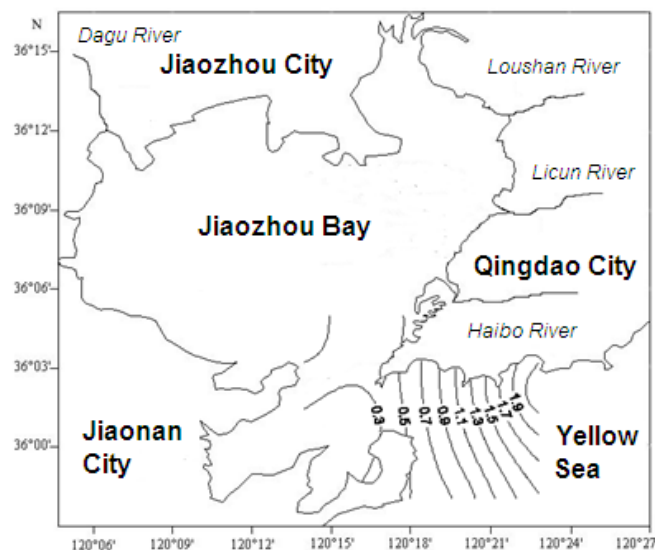 N
Dagu River
36°15'
Jiaozhou City
Loushan River
36°12'
Licun River
36°09'
Jiaozhou Bay
Qingdao City
36°06'
Haibo River
36°03'
0.3
0.5
0.7
0.9
1.1
1.3
1.5
1.7
1.9
Jiaonan
City
36°00'
Yellow
Sea
120°06'
120°09'
120°12'
120°15'
120°18'
120°21'
120°24'
120°27'